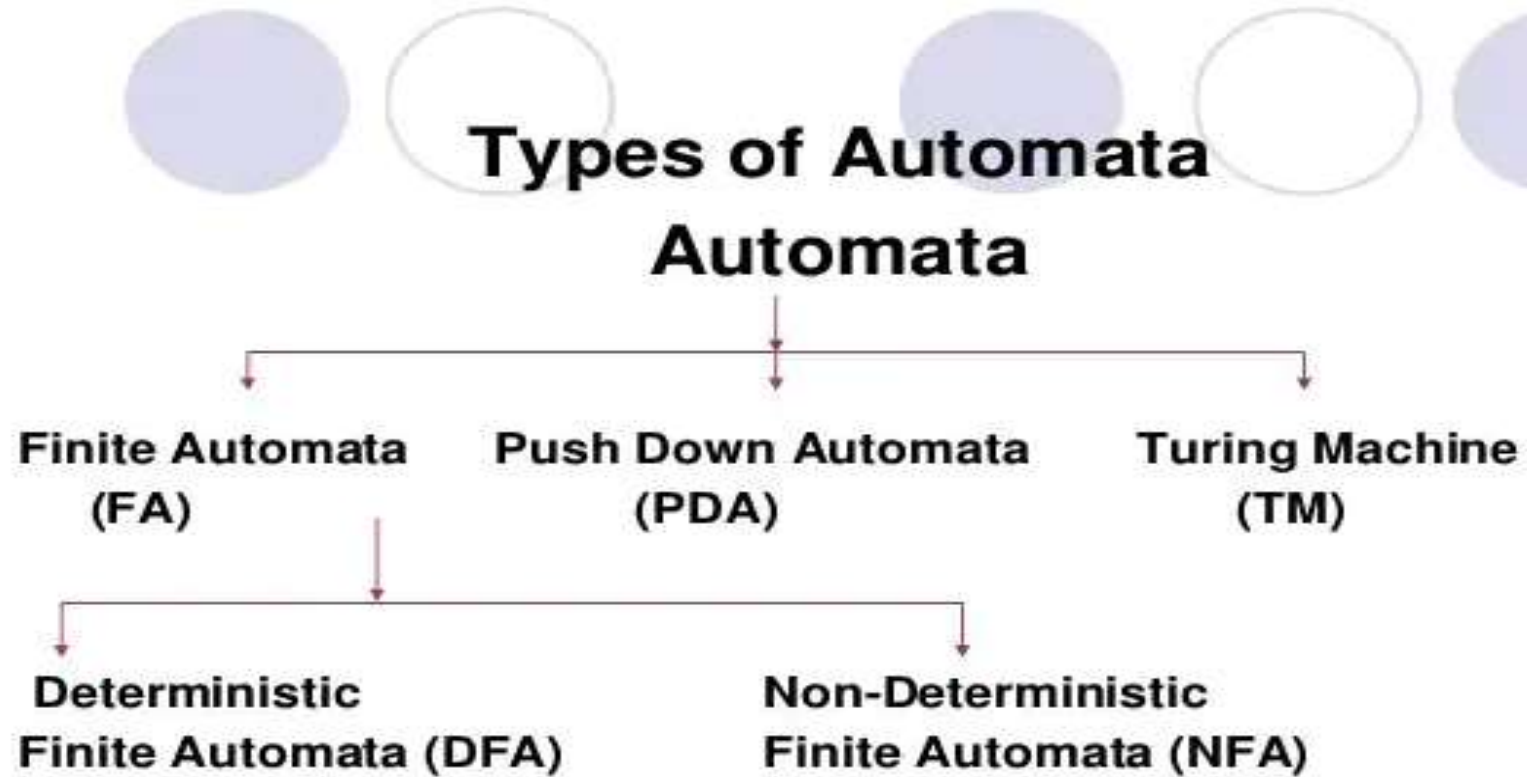 Types of Automata
Automata
Finite Automata
(FA)
Push Down Automata
(PDA)
Turing Machine
(TM)
Deterministic
Finite Automata (DFA)
Non-Deterministic
Finite Automata (NFA)